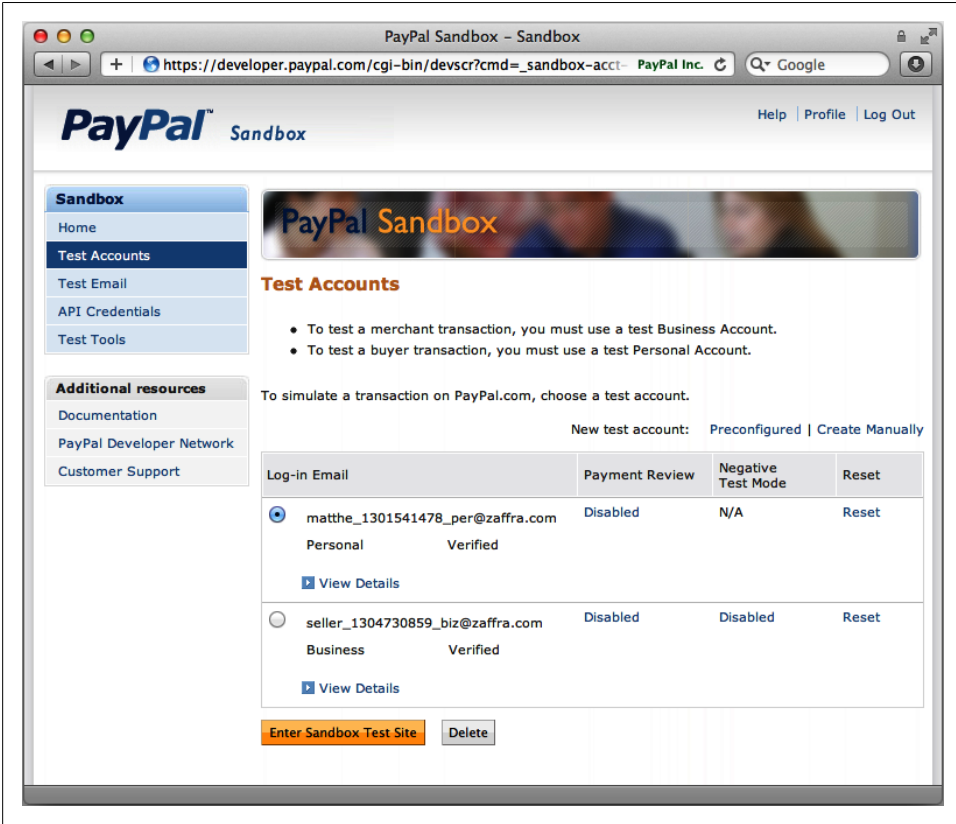 PayPal Sandbox – Sandbox
https://developer.paypal.com/cgi-bin/devscr?cmd=_sandbox-acct- PayPal Inc. Google
Help Profile Log Out
PayPal™ Sandbox
Sandbox
Home
Test Accounts
Test Email
API Credentials
Test Tools
Additional resources
Documentation
PayPal Developer Network
Customer Support
PayPal Sandbox
Test Accounts
• To test a merchant transaction, you must use a test Business Account.
• To test a buyer transaction, you must use a test Personal Account.
To simulate a transaction on PayPal.com, choose a test account.
New test account: Preconfigured | Create Manually
Log-in Email Payment Review Negative Test Mode Reset
matthe_1301541478_per@zaffra.com Disabled N/A Reset
Personal Verified
View Details
seller_1304730859_biz@zaffra.com Disabled Disabled Reset
Business Verified
View Details
Enter Sandbox Test Site Delete